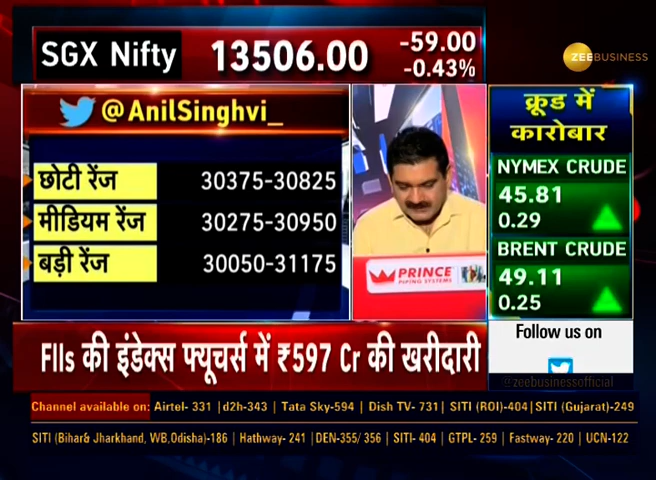 SGX Nifty 13506.00 -59.00
-0.43%
ZEEBUSINESS
@AnilSinghvi_
छोटी रेंज 30375-30825
मीडियम रेंज 30275-30950
बड़ी रेंज 30050-31175
PRINCE
PIPING SYSTEMS
क्रूड में
कारोबार
NYMEX CRUDE
45.81
0.29
BRENT CRUDE
49.11
0.25
FIIs की इंडेक्स फ्यूचर्स में ₹597 Cr की खरीदारी
Follow us on
@zeebusinessofficial
Channel available on: Airtel- 331 |d2h-343 | Tata Sky-594 | Dish TV- 731| SITI (ROI)-404|SITI (Gujarat)-249
SITI (Bihar& Jharkhand, WB,Odisha)-186 | Hathway- 241 |DEN-355/ 356 | SITI- 404 | GTPL- 259 | Fastway- 220 | UCN-122